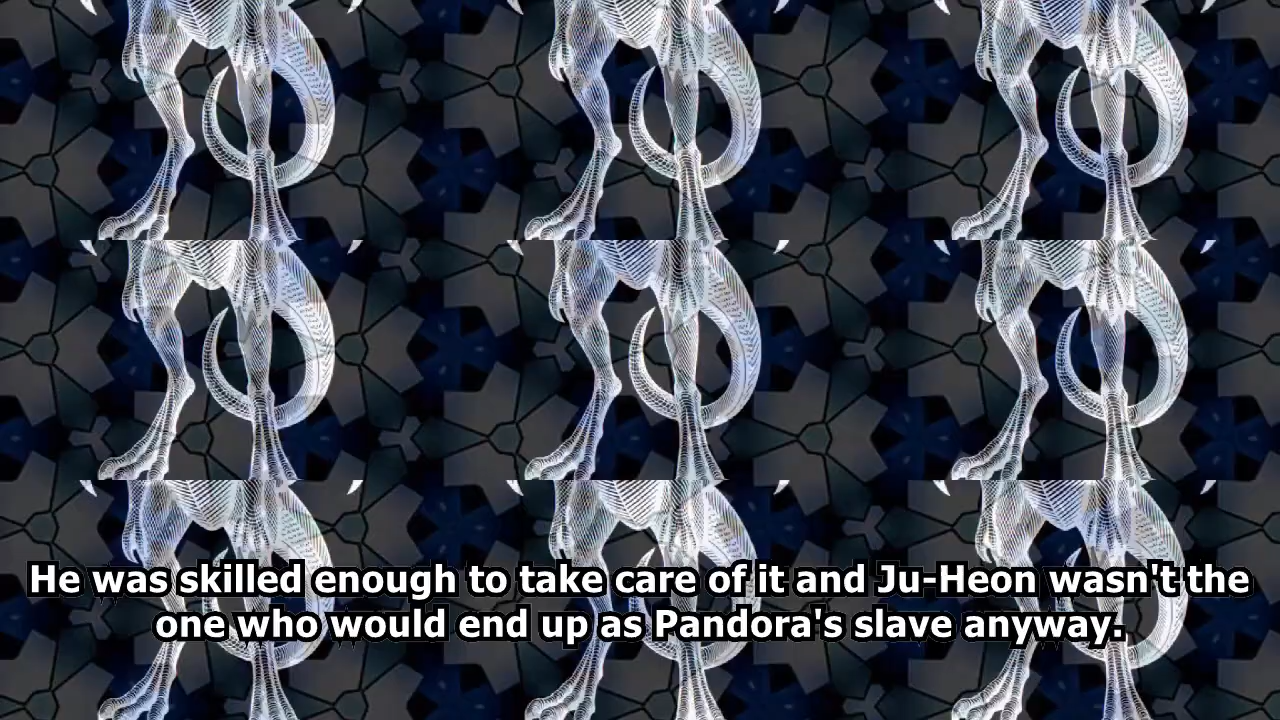 He was skilled enough to take care of it and Ju-Heon wasn't the
one who would end up as Pandora's slave anyway.